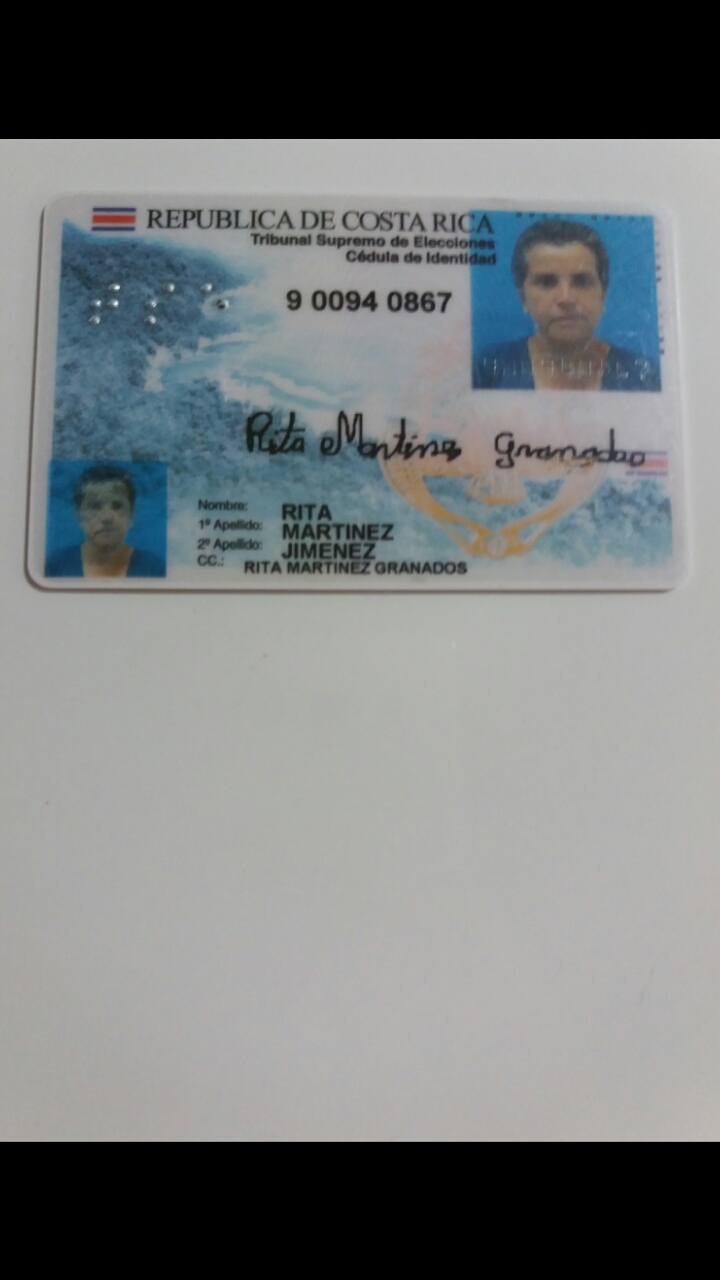 REPUBLICA DE COSTA RICA
Tribunal Supremo de Elecciones
Cédula de Identidad
9 0094 0867
Rita Martinez Granados
Nombre: RITA
1º Apellido: MARTINEZ
2º Apellido: JIMENEZ
CC.: RITA MARTINEZ GRANADOS